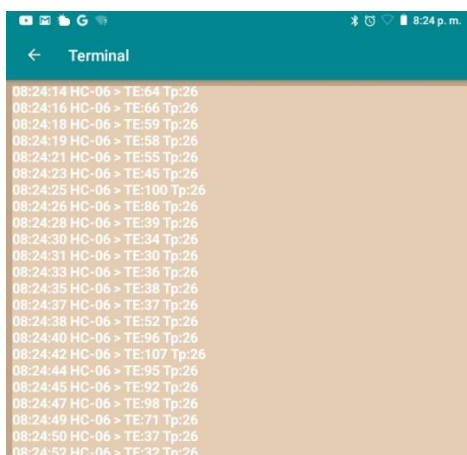 8:24 p. m.
Terminal
08:24:14 HC-06 > TE:64 Tp:26
08:24:16 HC-06 > TE:66 Tp:26
08:24:18 HC-06 > TE:59 Tp:26
08:24:19 HC-06 > TE:58 Tp:26
08:24:21 HC-06 > TE:55 Tp:26
08:24:23 HC-06 > TE:45 Tp:26
08:24:25 HC-06 > TE:100 Tp:26
08:24:26 HC-06 > TE:86 Tp:26
08:24:28 HC-06 > TE:39 Tp:26
08:24:30 HC-06 > TE:34 Tp:26
08:24:31 HC-06 > TE:30 Tp:26
08:24:33 HC-06 > TE:36 Tp:26
08:24:35 HC-06 > TE:38 Tp:26
08:24:37 HC-06 > TE:37 Tp:26
08:24:38 HC-06 > TE:52 Tp:26
08:24:40 HC-06 > TE:96 Tp:26
08:24:42 HC-06 > TE:107 Tp:26
08:24:44 HC-06 > TE:95 Tp:26
08:24:45 HC-06 > TE:92 Tp:26
08:24:47 HC-06 > TE:98 Tp:26
08:24:49 HC-06 > TE:71 Tp:26
08:24:50 HC-06 > TE:37 Tp:26
08:24:52 HC-06 > TE:32 Tp:26